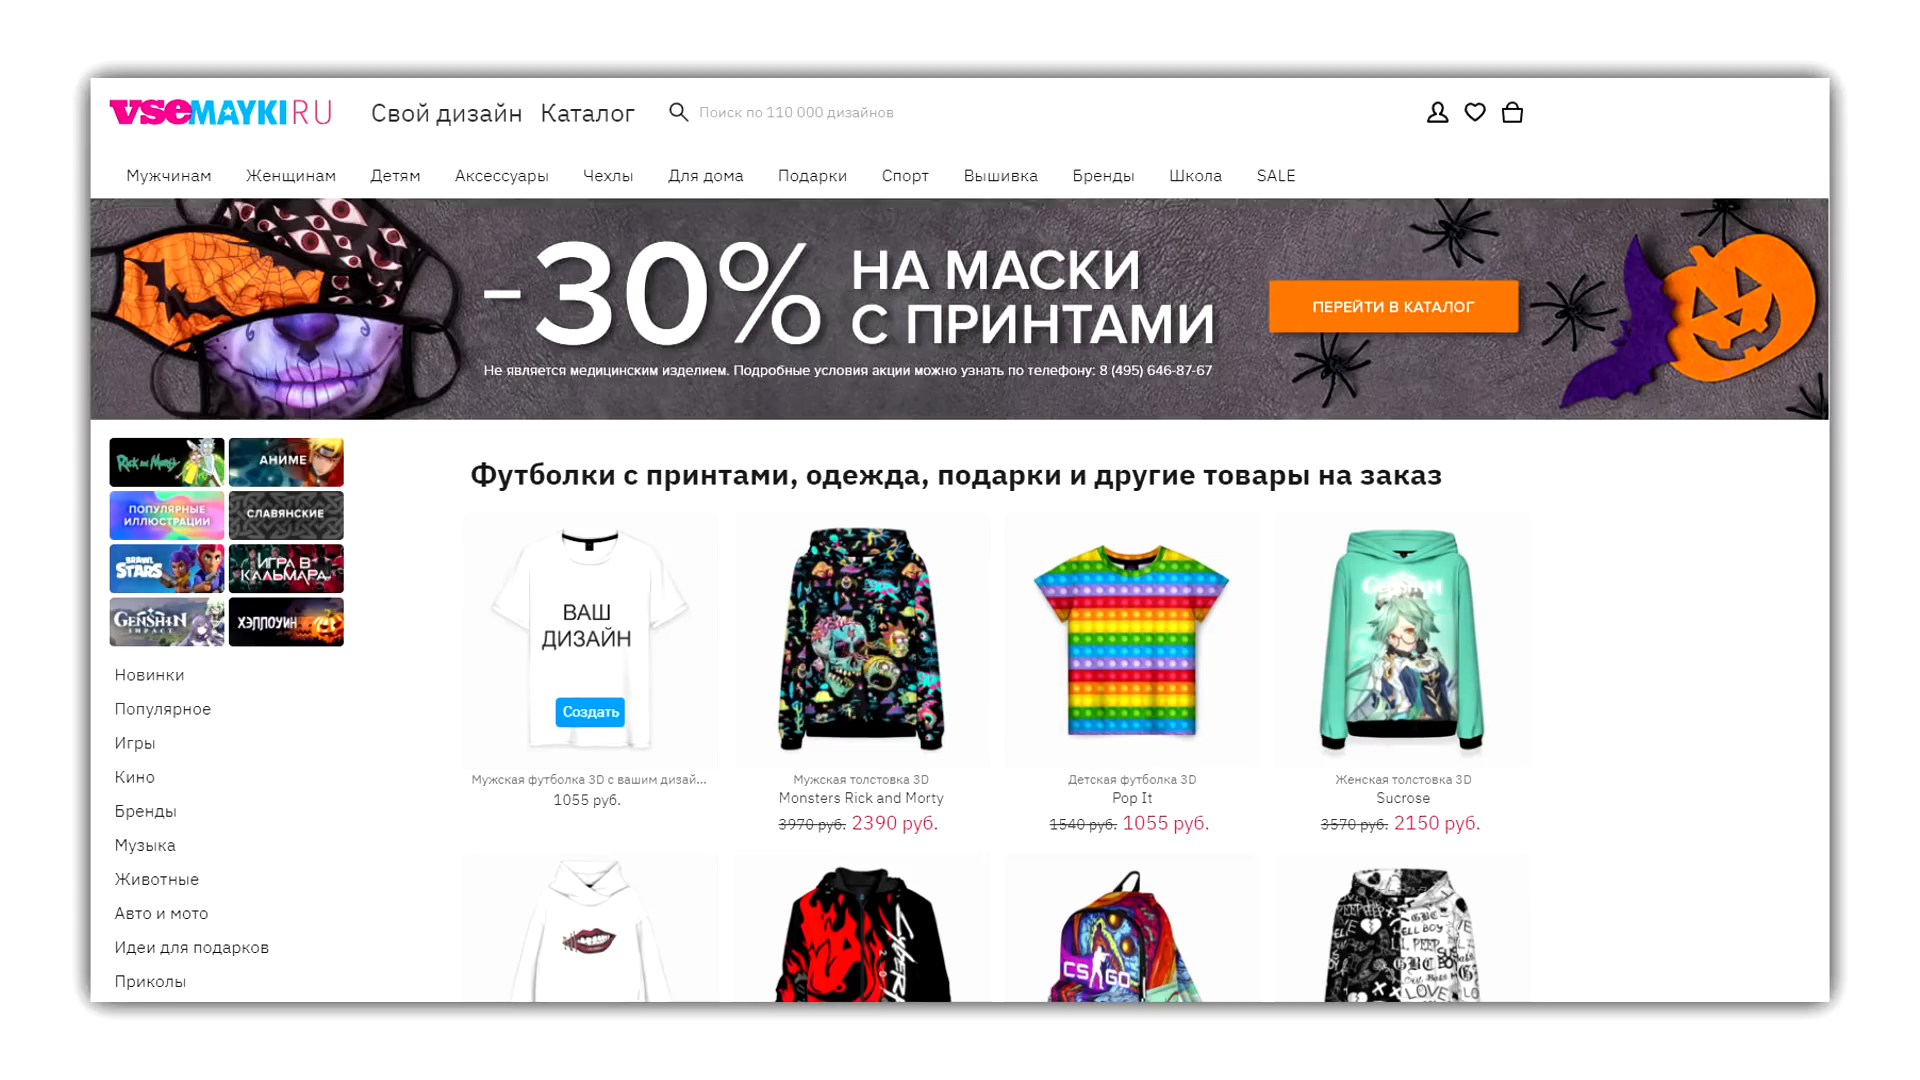 vseMAYKIRU
Свой дизайн Каталог Поиск по 110 000 дизайнов
Мужчинам Женщинам Детям Аксессуары Чехлы Для дома Подарки Спорт Вышивка Бренды Школа SALE
-30% НА МАСКИ
С ПРИНТАМИ
ПЕРЕЙТИ В КАТАЛОГ
Не является медицинским изделием. Подробные условия акции можно узнать по телефону: 8 (495) 646-87-67
Rick and Morty
АНИМЕ
ПОПУЛЯРНЫЕ
ИЛЛЮСТРАЦИИ
СЛАВЯНСКИЕ
BRAWL
STARS
ИГРА В
КАЛЬМАРА
GENSHIN
IMPACT
ХЭЛЛОУИН
Новинки
Популярное
Игры
Кино
Бренды
Музыка
Животные
Авто и мото
Идеи для подарков
Приколы
Футболки с принтами, одежда, подарки и другие товары на заказ
ВАШ
ДИЗАЙН
Создать
Мужская футболка 3D с вашим дизай...
1055 руб.
Мужская толстовка 3D
Monsters Rick and Morty
3970 руб. 2390 руб.
Детская футболка 3D
Pop It
1540 руб. 1055 руб.
GENSHIN
Женская толстовка 3D
Sucrose
3570 руб. 2150 руб.
CS GO
GBC
LOVE